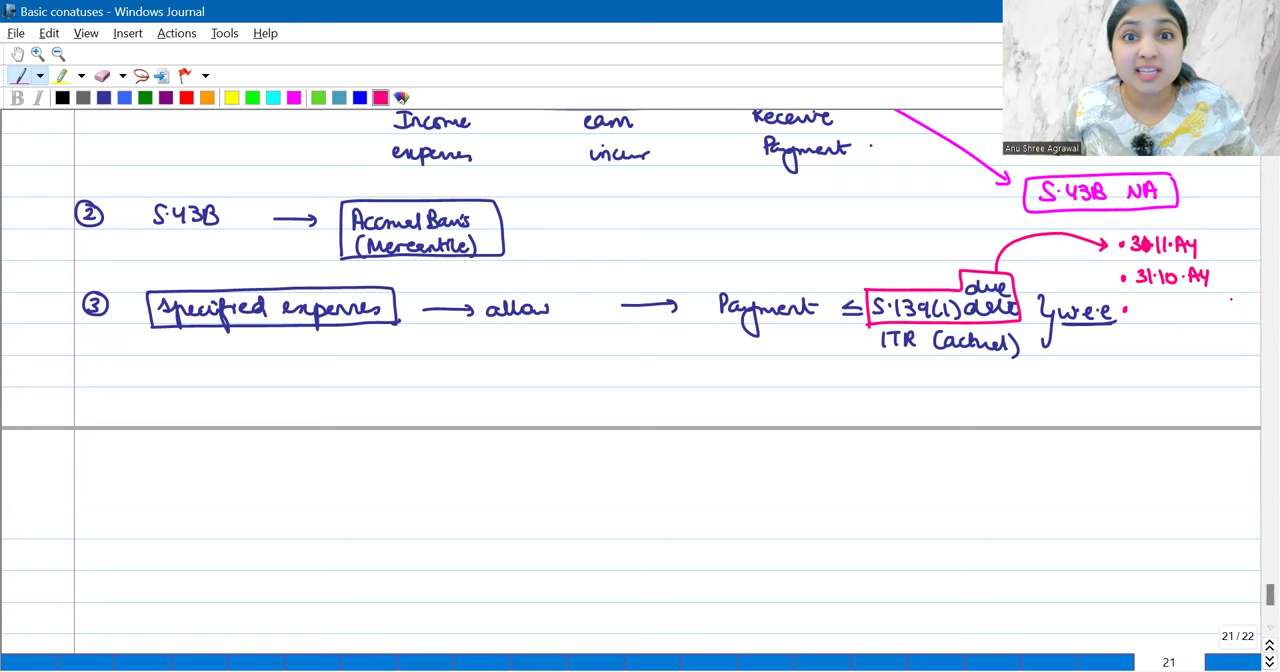 Basic conatuses - Windows Journal
File Edit View Insert Actions Tools Help
B I
Anu Shree Agrawal
Income earn Receive
expenses incur Payment
S.43B NA
② S.43B → Accrual Basis
(Mercentile)
• 30.11.Ay
• 31.10.Ay
③ specified expenses → allow → Payment ≤ S.139(1) due date } w.e.e •
ITR (actual)
21 / 22
21